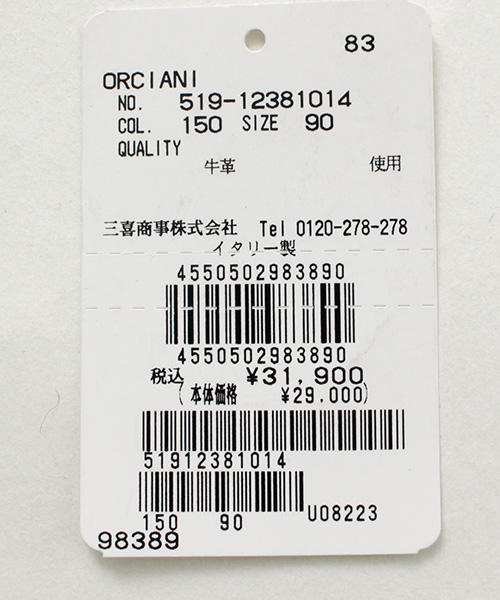 83
ORCIANI
NO. 519-12381014
COL. 150 SIZE 90
QUALITY
牛革 使用
三喜商事株式会社 Tel 0120-278-278
イタリー製
4550502983890
4550502983890
税込 ¥31,900
(本体価格 ¥29,000)
51912381014
150 90 U08223
98389